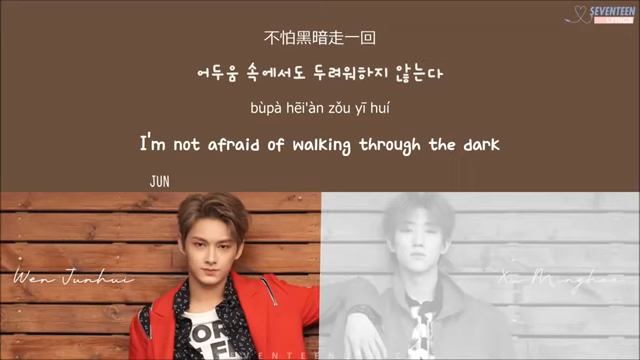 SEVENTEEN
不怕黑暗走一回
어두움 속에서도 두려워하지 않는다
bùpà hēi'àn zǒu yī huí
I'm not afraid of walking through the dark
JUN
Wen Junhui
Xu Minghao